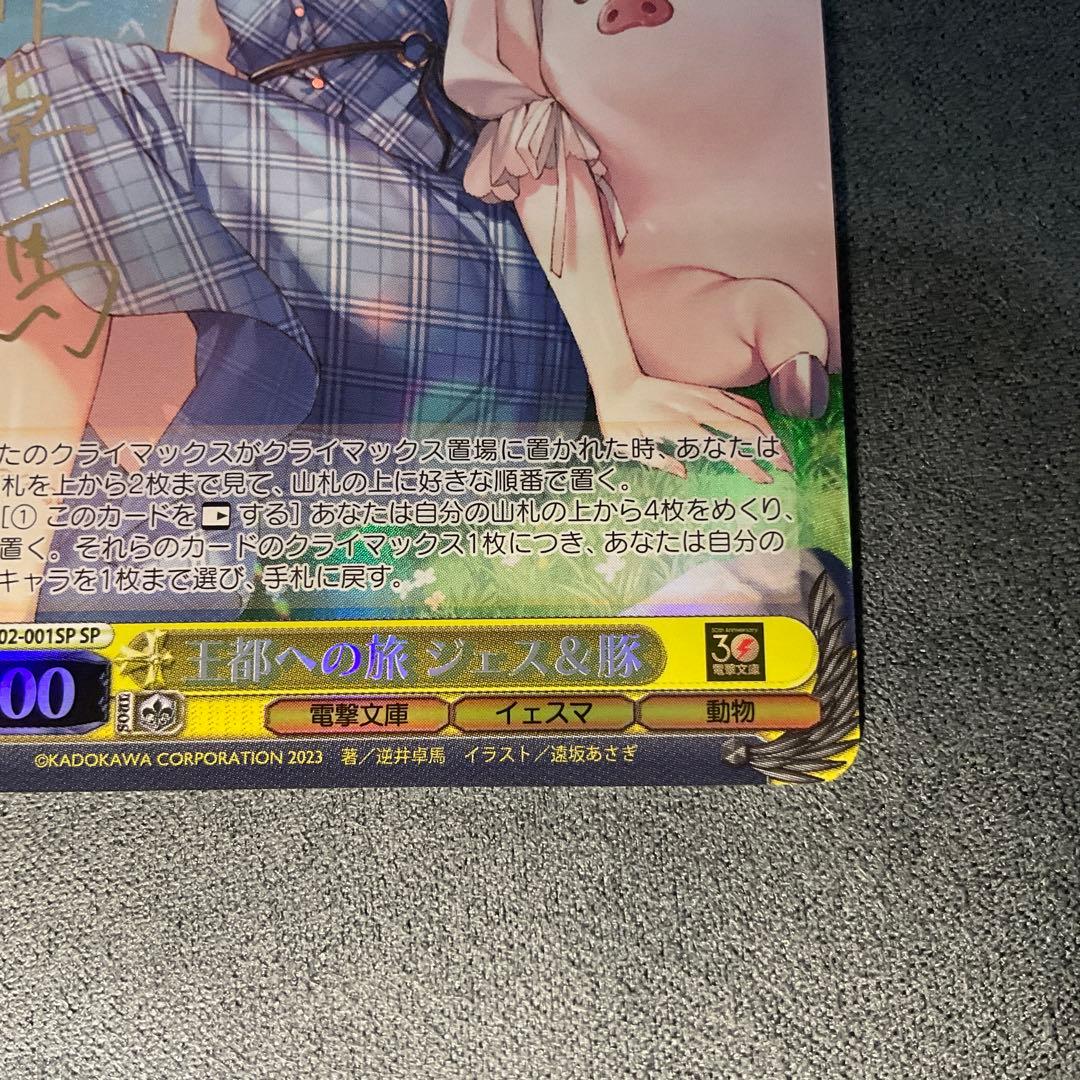 卓
馬
たのクライマックスがクライマックス置場に置かれた時、あなたは
札を上から2枚まで見て、山札の上に好きな順番で置く。
[① このカードを する] あなたは自分の山札の上から4枚をめくり、
置く。それらのカードのクライマックス1枚につき、あなたは自分の
キャラを1枚まで選び、手札に戻す。
02-001SP SP
王都への旅 ジェス&豚
30th Anniversary
30
電撃文庫
00
SOUL
電撃文庫 イェスマ 動物
©KADOKAWA CORPORATION 2023 著/逆井卓馬 イラスト/遠坂あさぎ